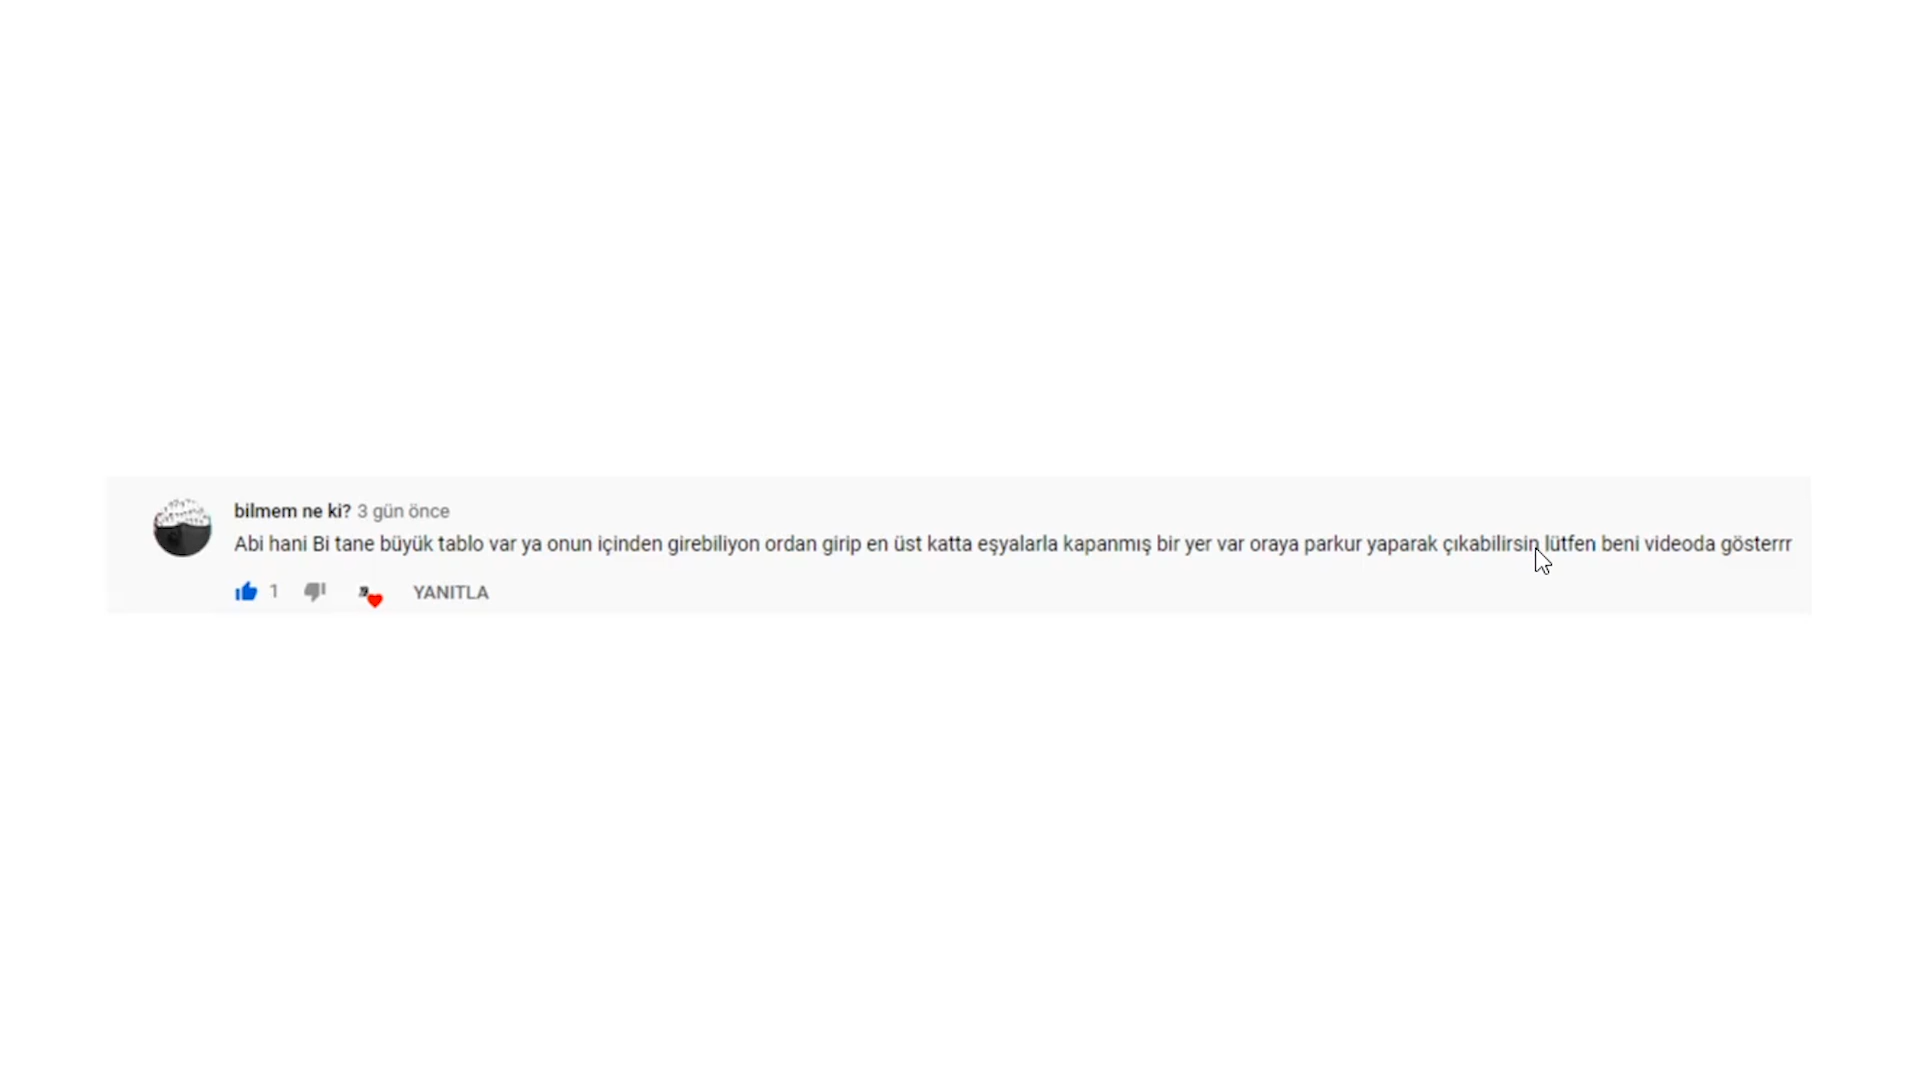 bilmem ne ki? 3 gün önce
Abi hani Bi tane büyük tablo var ya onun içinden girebiliyon ordan girip en üst katta eşyalarla kapanmış bir yer var oraya parkur yaparak çıkabilirsin lütfen beni videoda gösterrr
1 YANITLA